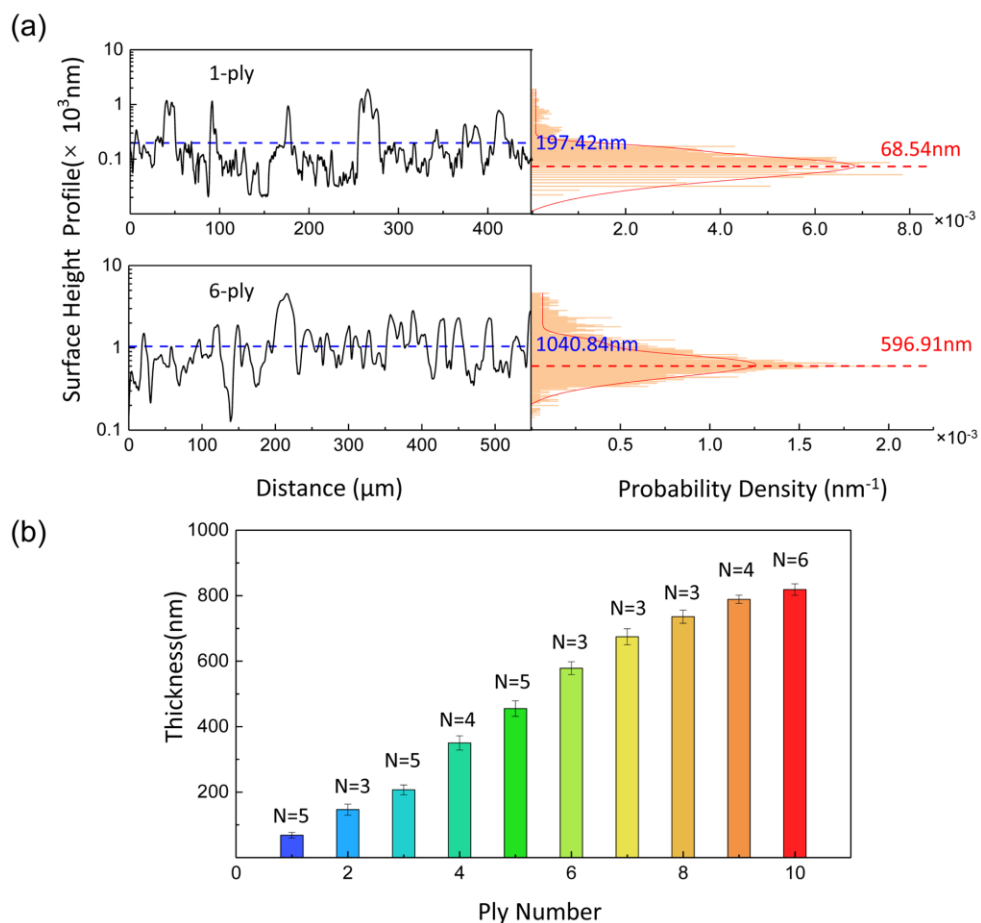 (a)
Surface Height Profile(× 10³nm)
10
1
0.1
1-ply
0
100
200
300
400
197.42nm
68.54nm
2.0
4.0
6.0
8.0
×10⁻³
10
1
0.1
6-ply
0
100
200
300
400
500
1040.84nm
596.91nm
0.5
1.0
1.5
2.0
×10⁻³
Distance (μm)
Probability Density (nm⁻¹)
(b)
Thickness(nm)
1000
800
600
400
200
N=5
N=3
N=5
N=4
N=5
N=3
N=3
N=3
N=4
N=6
0
2
4
6
8
10
Ply Number